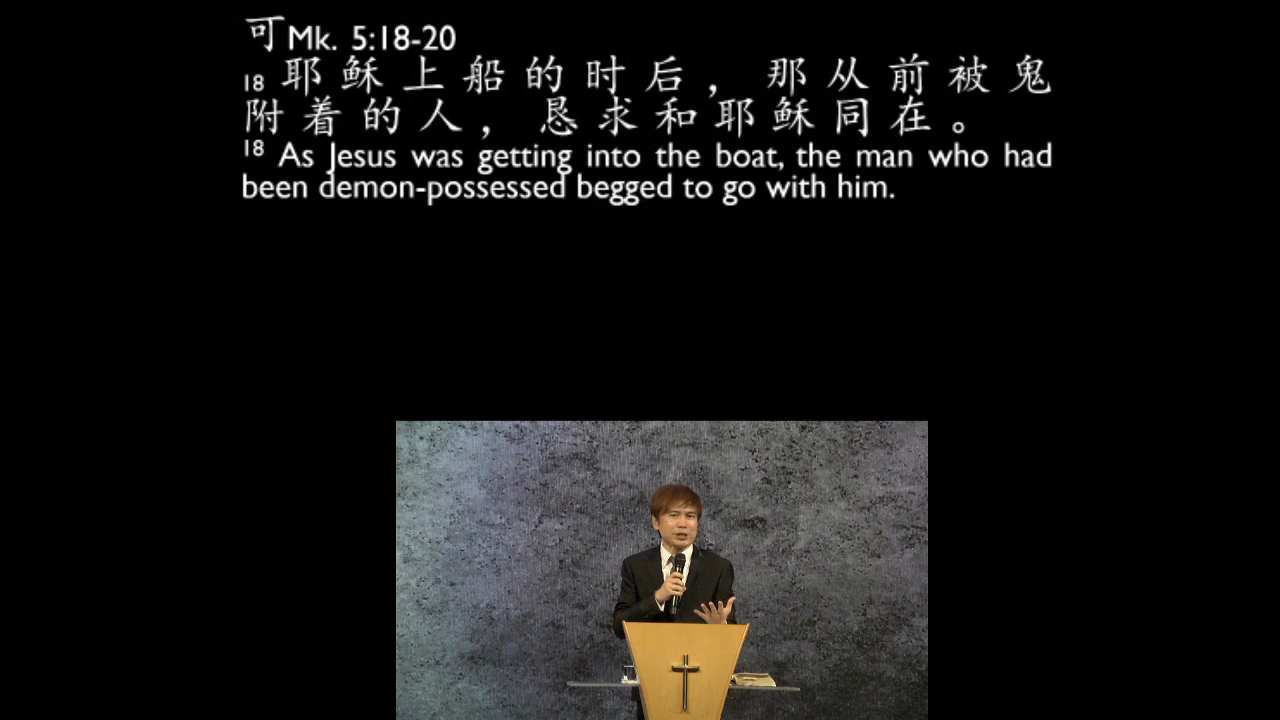 可Mk. 5:18-20
18 耶稣上船的时后，那从前被鬼
附着的人，恳求和耶稣同在。
18 As Jesus was getting into the boat, the man who had
been demon-possessed begged to go with him.